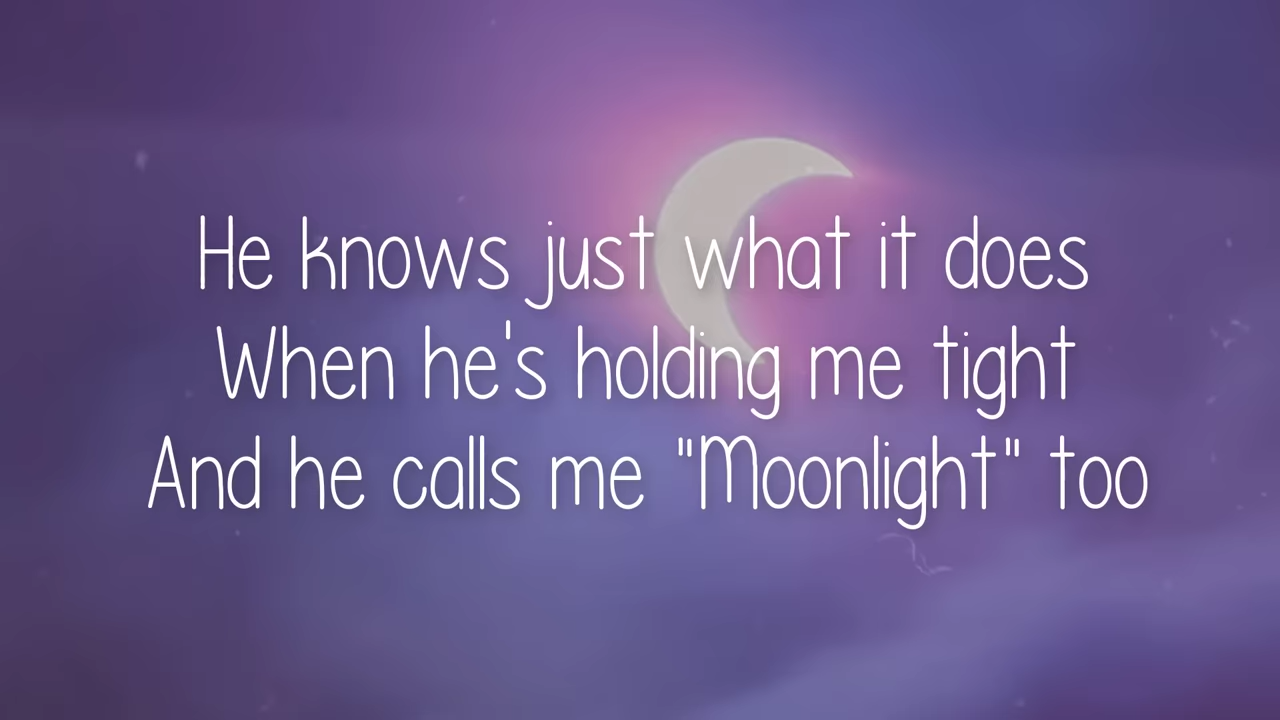 He knows just what it does
When he's holding me tight
And he calls me "Moonlight" too